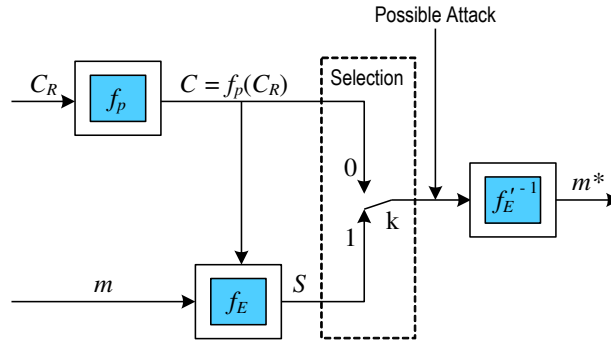 Possible Attack
Selection
C_R
f_p
C = f_p(C_R)
0
1
k
f_E'^{-1}
m*
m
f_E
S